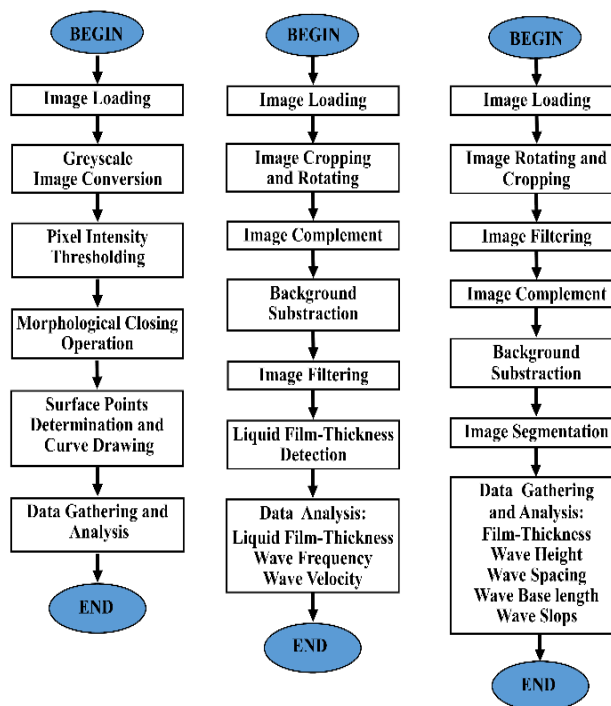 BEGIN
Image Loading
Greyscale
Image Conversion
Pixel Intensity
Thresholding
Morphological Closing
Operation
Surface Points
Determination and
Curve Drawing
Data Gathering and
Analysis
END
BEGIN
Image Loading
Image Cropping
and Rotating
Image Complement
Background
Substraction
Image Filtering
Liquid Film-Thickness
Detection
Data Analysis:
Liquid Film-Thickness
Wave Frequency
Wave Velocity
END
BEGIN
Image Loading
Image Rotating and
Cropping
Image Filtering
Image Complement
Background
Substraction
Image Segmentation
Data Gathering
and Analysis:
Film-Thickness
Wave Height
Wave Spacing
Wave Base length
Wave Slops
END